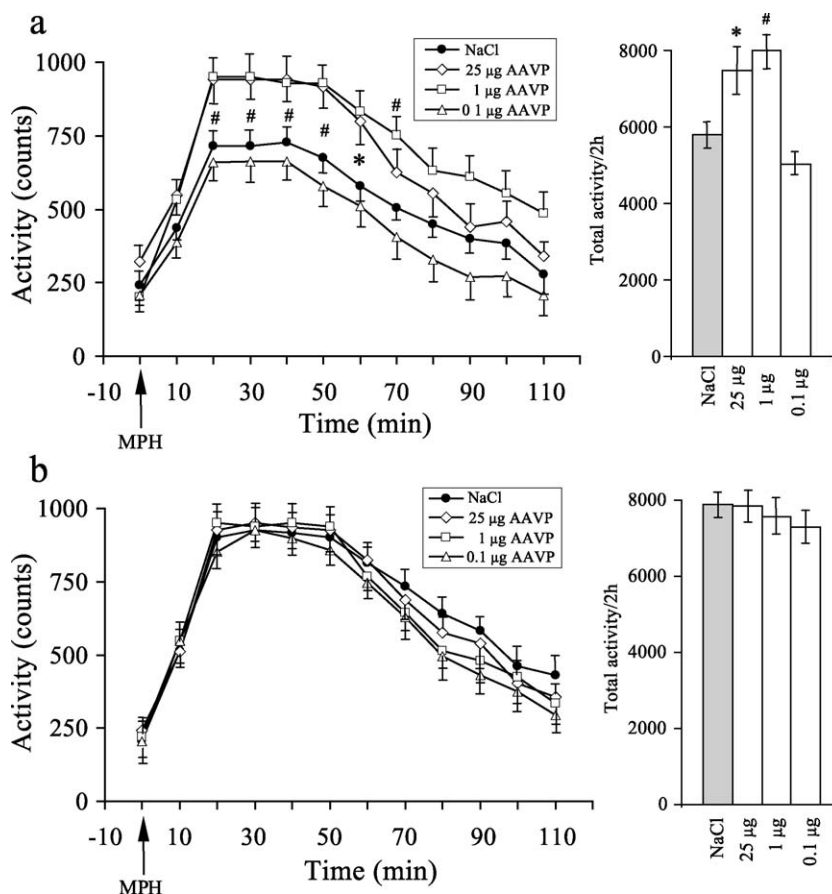 a
Activity (counts)
1000
750
500
250
0
# # # # * #
NaCl
25 µg AAVP
1 µg AAVP
0 1 µg AAVP
-10 10 30 50 70 90 110
Time (min)
MPH
Total activity/2h
8000
6000
4000
2000
0
* #
NaCl
25 µg
1 µg
0.1 µg
b
Activity (counts)
1000
750
500
250
0
NaCl
25 µg AAVP
1 µg AAVP
0.1 µg AAVP
-10 10 30 50 70 90 110
Time (min)
MPH
Total activity/2h
8000
6000
4000
2000
0
NaCl
25 µg
1 µg
0.1 µg